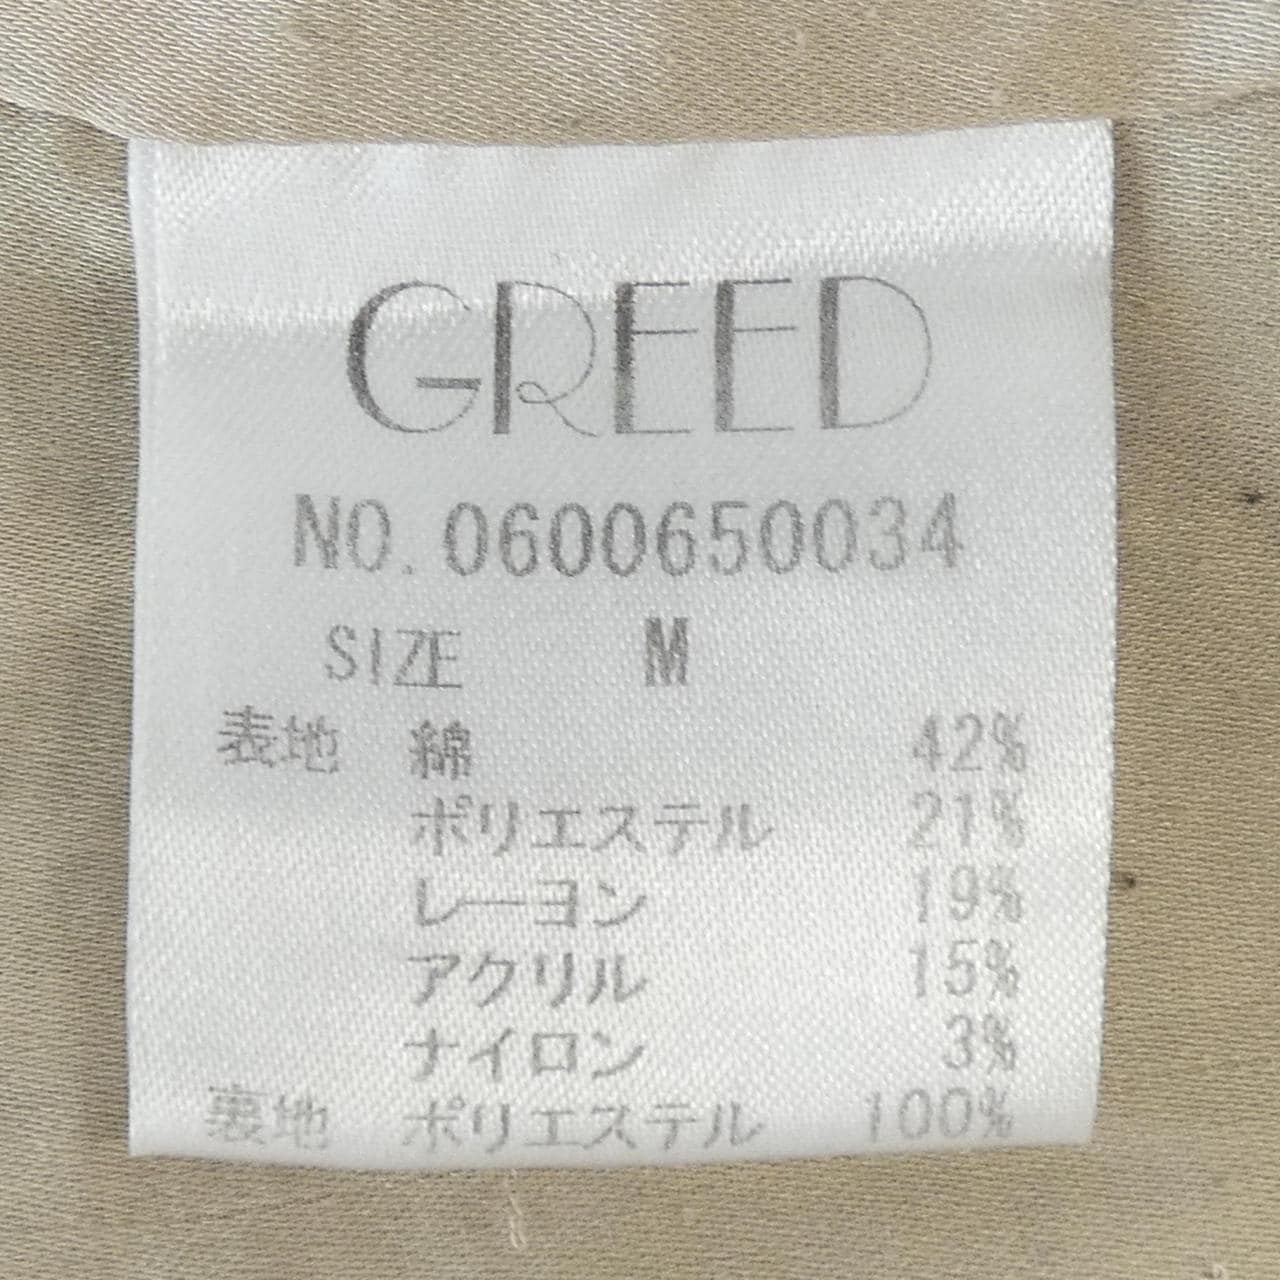 GREED
NO. 0600650034
SIZE M
表地 綿 42%
ポリエステル 21%
レーヨン 19%
アクリル 15%
ナイロン 3%
裏地 ポリエステル 100%